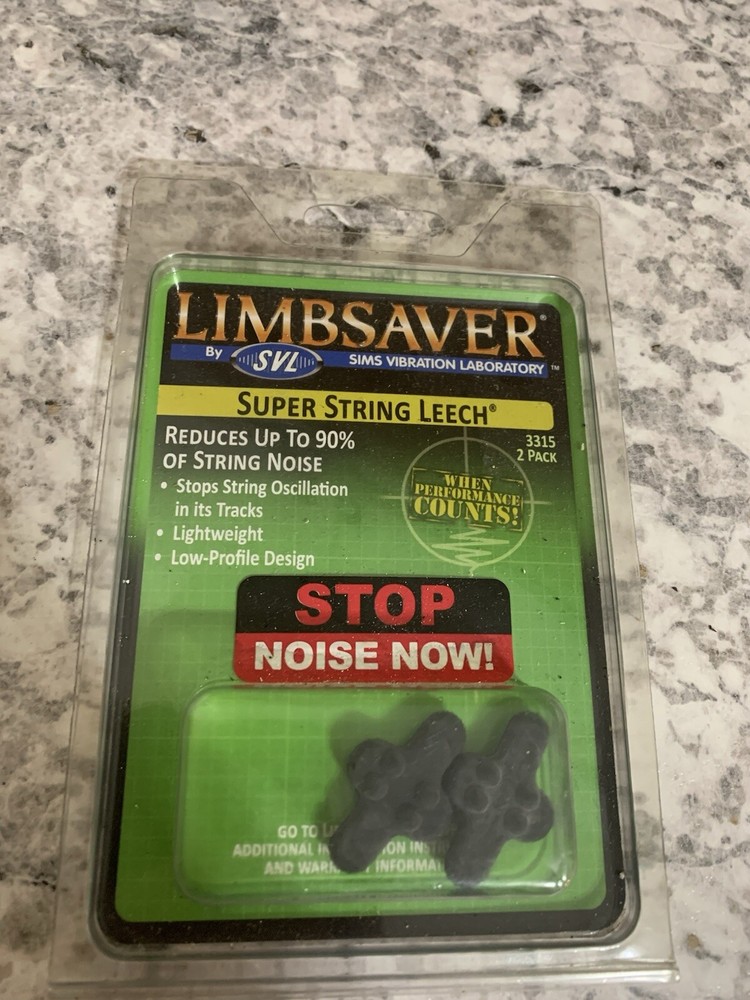 LIMBSAVER®
By SVL SIMS VIBRATION LABORATORY™
SUPER STRING LEECH®
REDUCES UP TO 90%
OF STRING NOISE
3315
2 PACK
• Stops String Oscillation
in its Tracks
• Lightweight
• Low-Profile Design
WHEN
PERFORMANCE
COUNTS!
STOP
NOISE NOW!
GO TO
ADDITIONAL
AND